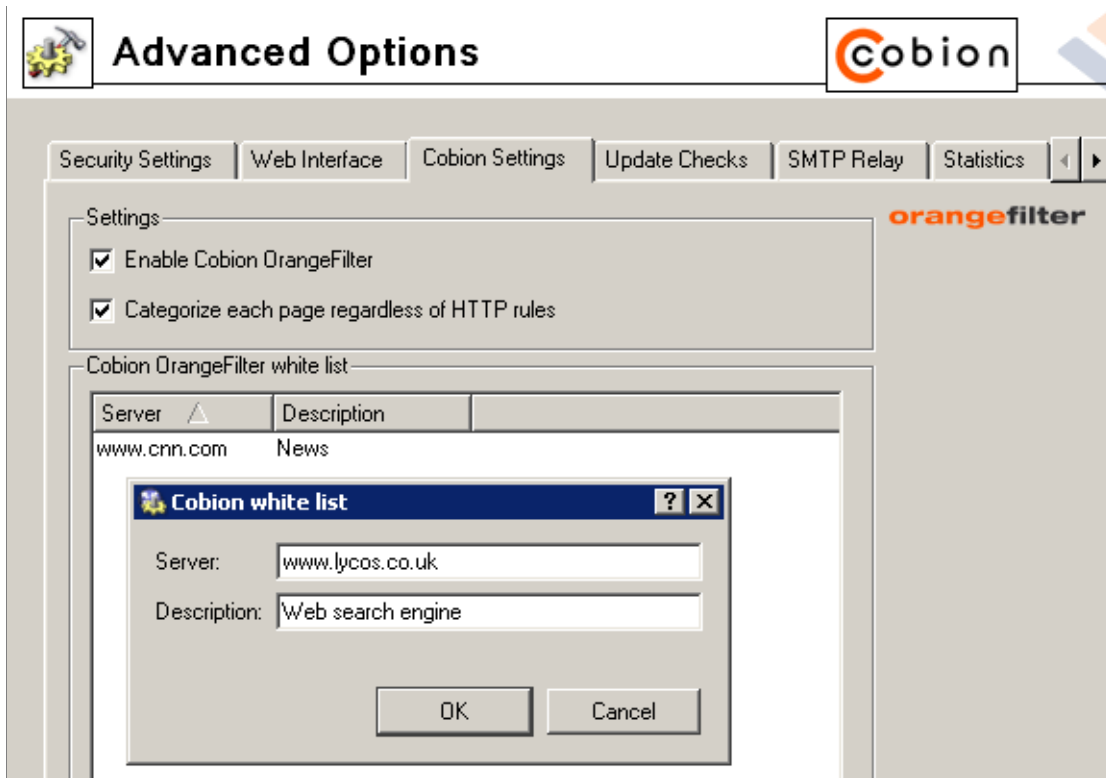 Advanced Options
cobion
Security Settings
Web Interface
Cobion Settings
Update Checks
SMTP Relay
Statistics
Settings
orangefilter
Enable Cobion OrangeFilter
Categorize each page regardless of HTTP rules
Cobion OrangeFilter white list
Server Description
www.cnn.com News
Cobion white list
Server: www.lycos.co.uk
Description: Web search engine
OK Cancel